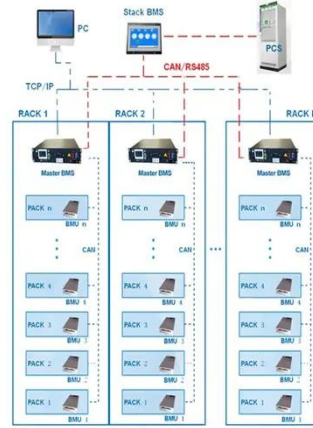 Stack BMS
PC
PCS
CAN/RS485
TCP/IP
RACK 1
RACK 2
RACK
Master BMS
Master BMS
Master BMS
PACK n
BMU n
PACK n
BMU n
PACK n
BMU n
CAN
CAN
CAN
PACK 4
BMU 4
PACK 4
BMU 4
PACK 4
BMU 4
PACK 3
BMU 3
PACK 3
BMU 3
PACK 3
BMU 3
PACK 2
BMU 2
PACK 2
BMU 2
PACK 2
BMU 2
PACK 1
BMU 1
PACK 1
BMU 1
PACK 1
BMU 1